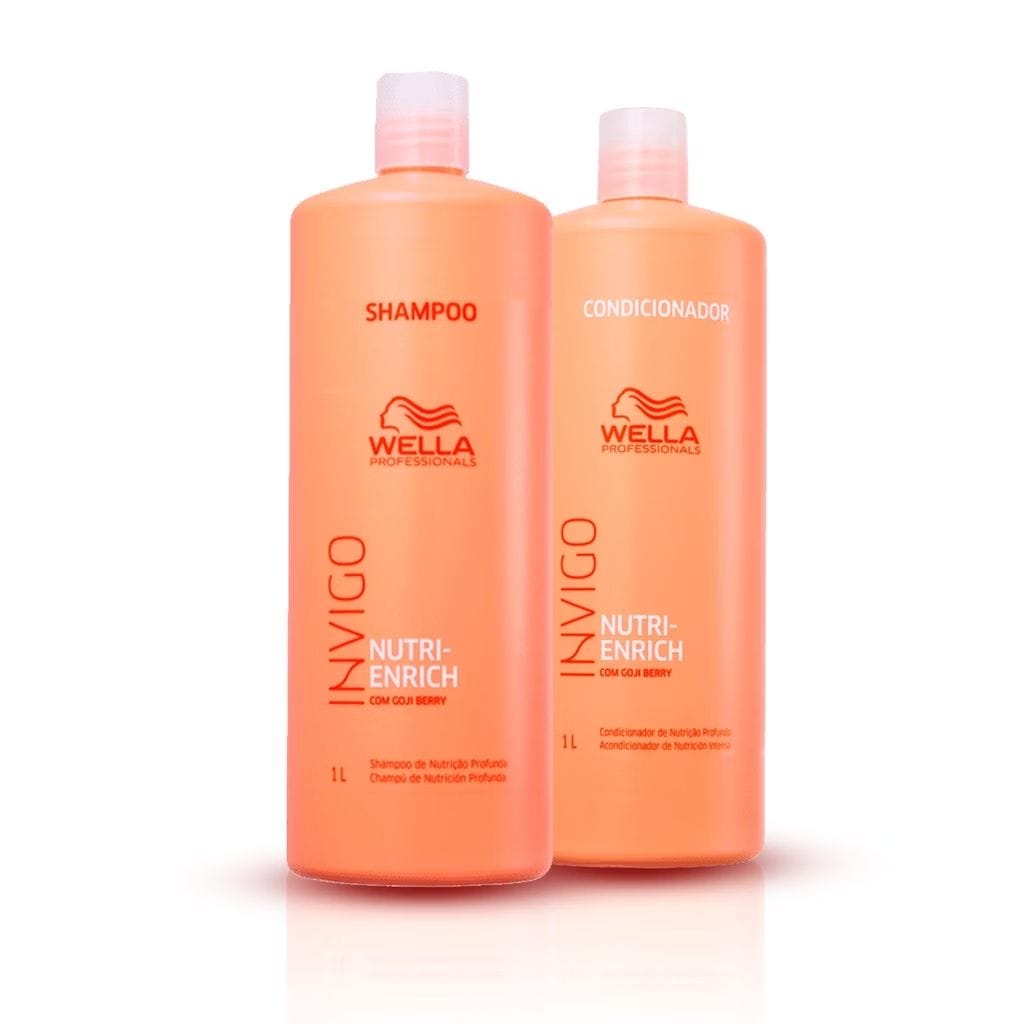 SHAMPOO
WELLA
PROFESSIONALS
INVIGO
NUTRI-
ENRICH
COM GOJI BERRY
1 L
Shampoo de Nutrição Profunda
Champú de Nutrición Profunda
CONDICIONADOR
WELLA
PROFESSIONALS
INVIGO
NUTRI-
ENRICH
COM GOJI BERRY
1 L
Condicionador de Nutrição Profunda
Acondicionador de Nutrición Intensa